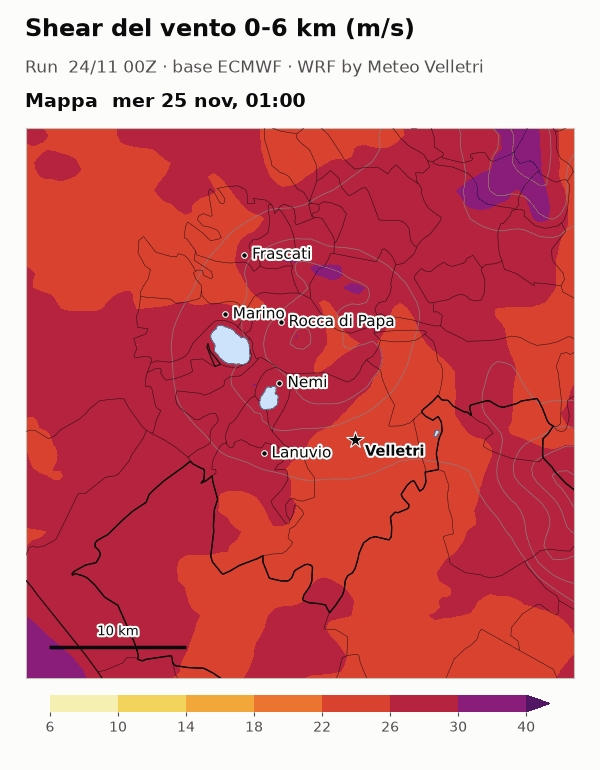 Shear del vento 0-6 km (m/s)
Run  24/11 00Z · base ECMWF · WRF by Meteo Velletri
Mappa  mer 25 nov, 01:00
Frascati
Marino
Rocca di Papa
Nemi
Velletri
Lanuvio
10 km
6 10 14 18 22 26 30 40